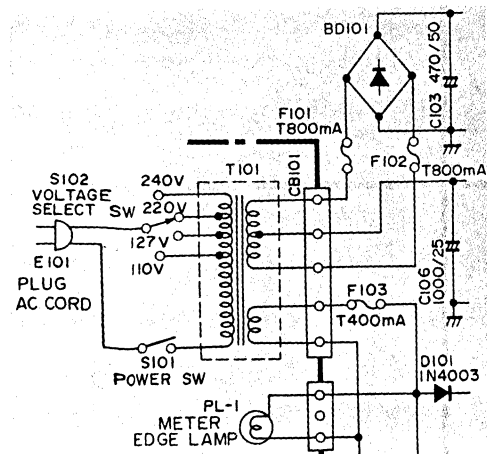 BD101
C103 470/50
F101
T800mA
F102
T800mA
CB101
T101
S102
VOLTAGE
SELECT SW
240V
220V
127V
110V
E101
PLUG
AC CORD
C106
1000/25
F103
T400mA
S101
POWER SW
D101
1N4003
PL-1
METER
EDGE LAMP